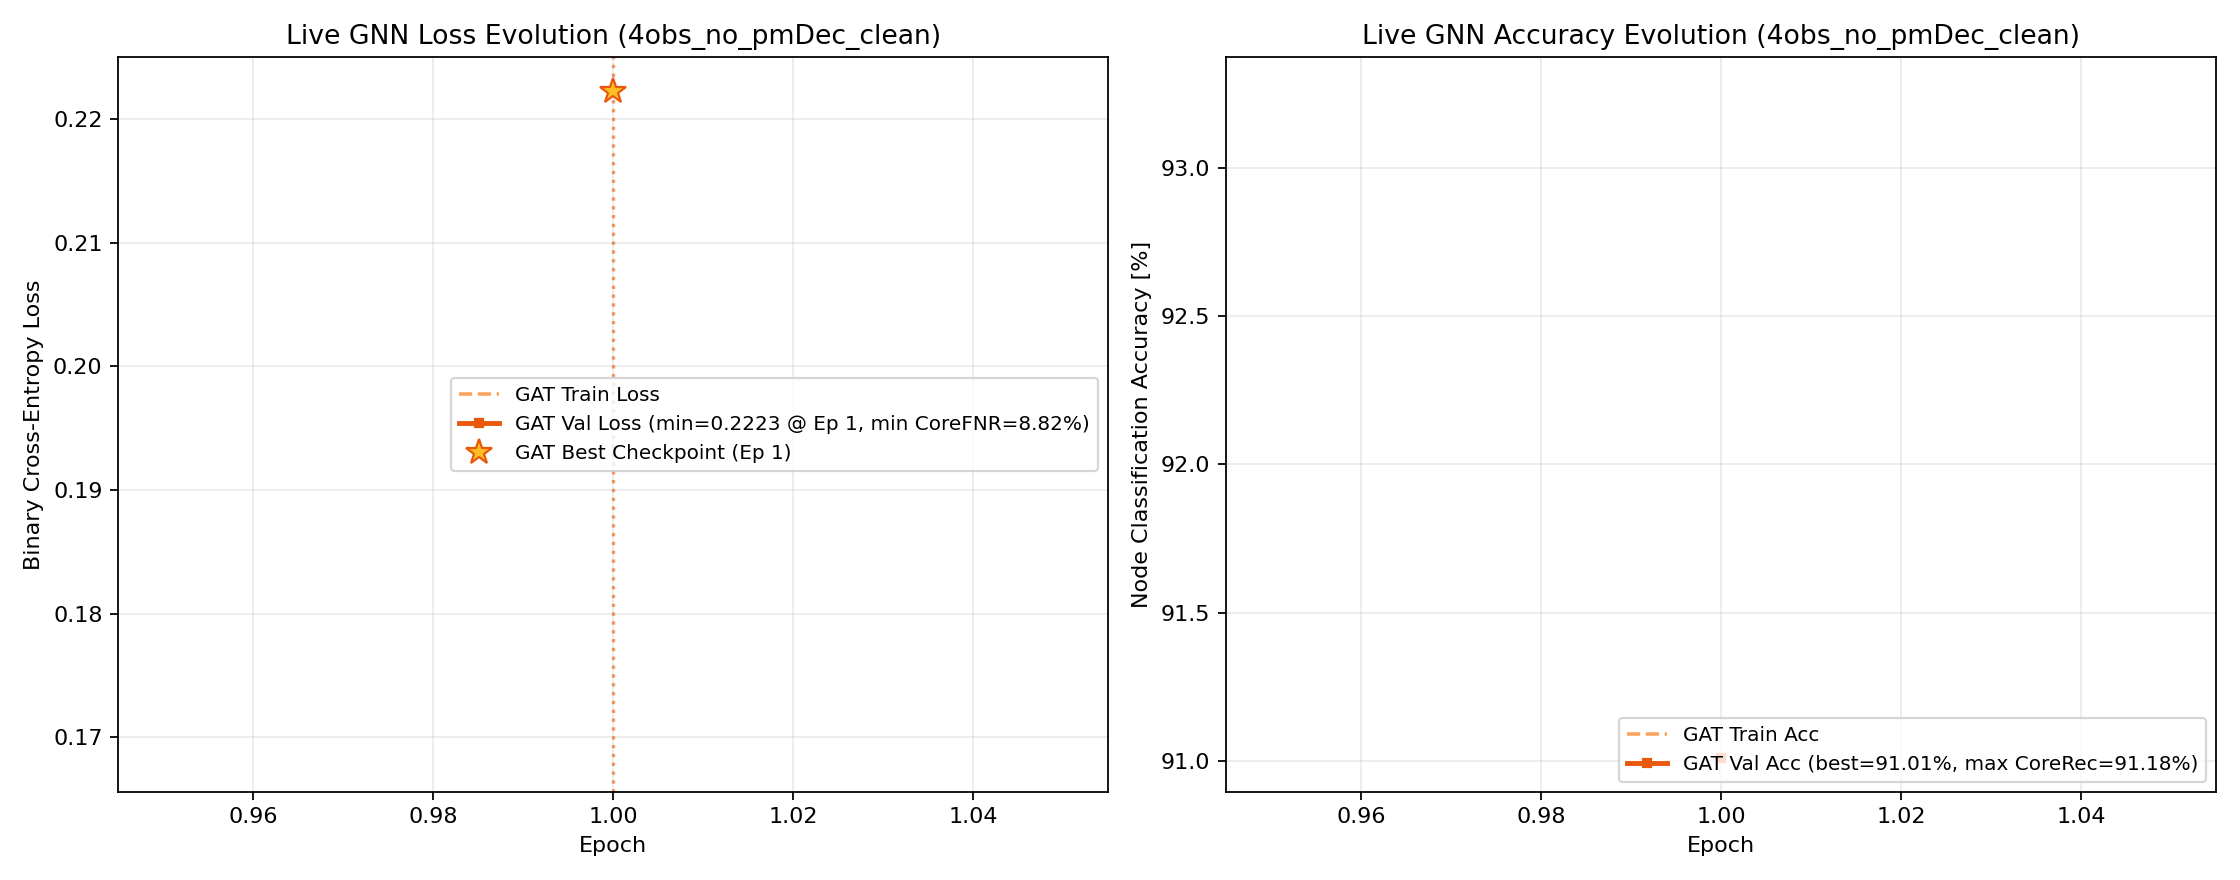 Live GNN Loss Evolution (4obs_no_pmDec_clean)
Binary Cross-Entropy Loss
0.22
0.21
0.20
0.19
0.18
0.17
GAT Train Loss
GAT Val Loss (min=0.2223 @ Ep 1, min CoreFNR=8.82%)
GAT Best Checkpoint (Ep 1)
0.96 0.98 1.00 1.02 1.04
Epoch
Live GNN Accuracy Evolution (4obs_no_pmDec_clean)
Node Classification Accuracy [%]
93.0
92.5
92.0
91.5
91.0
GAT Train Acc
GAT Val Acc (best=91.01%, max CoreRec=91.18%)
0.96 0.98 1.00 1.02 1.04
Epoch